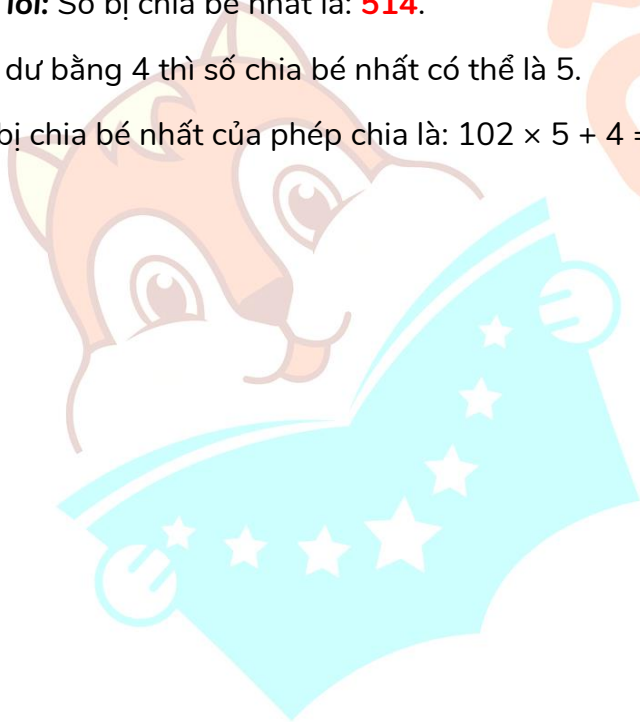 lời: Số bị chia bé nhất là: 514.
dư bằng 4 thì số chia bé nhất có thể là 5.
bị chia bé nhất của phép chia là: 102 × 5 + 4 =